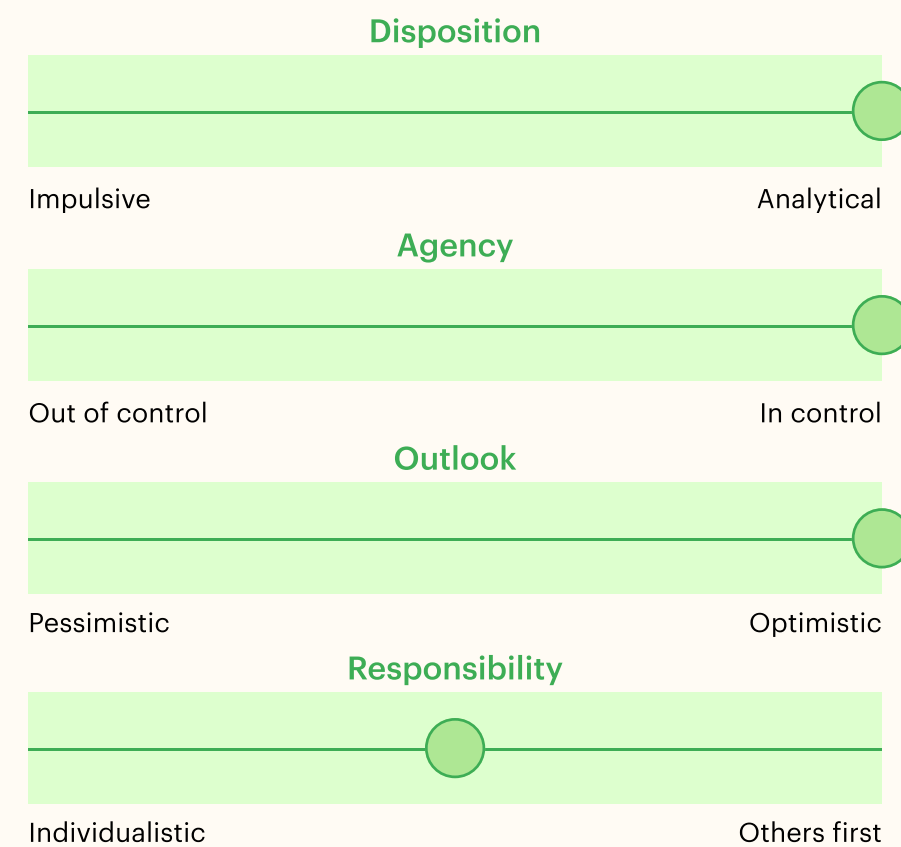 Disposition
Impulsive Analytical
Agency
Out of control In control
Outlook
Pessimistic Optimistic
Responsibility
Individualistic Others first